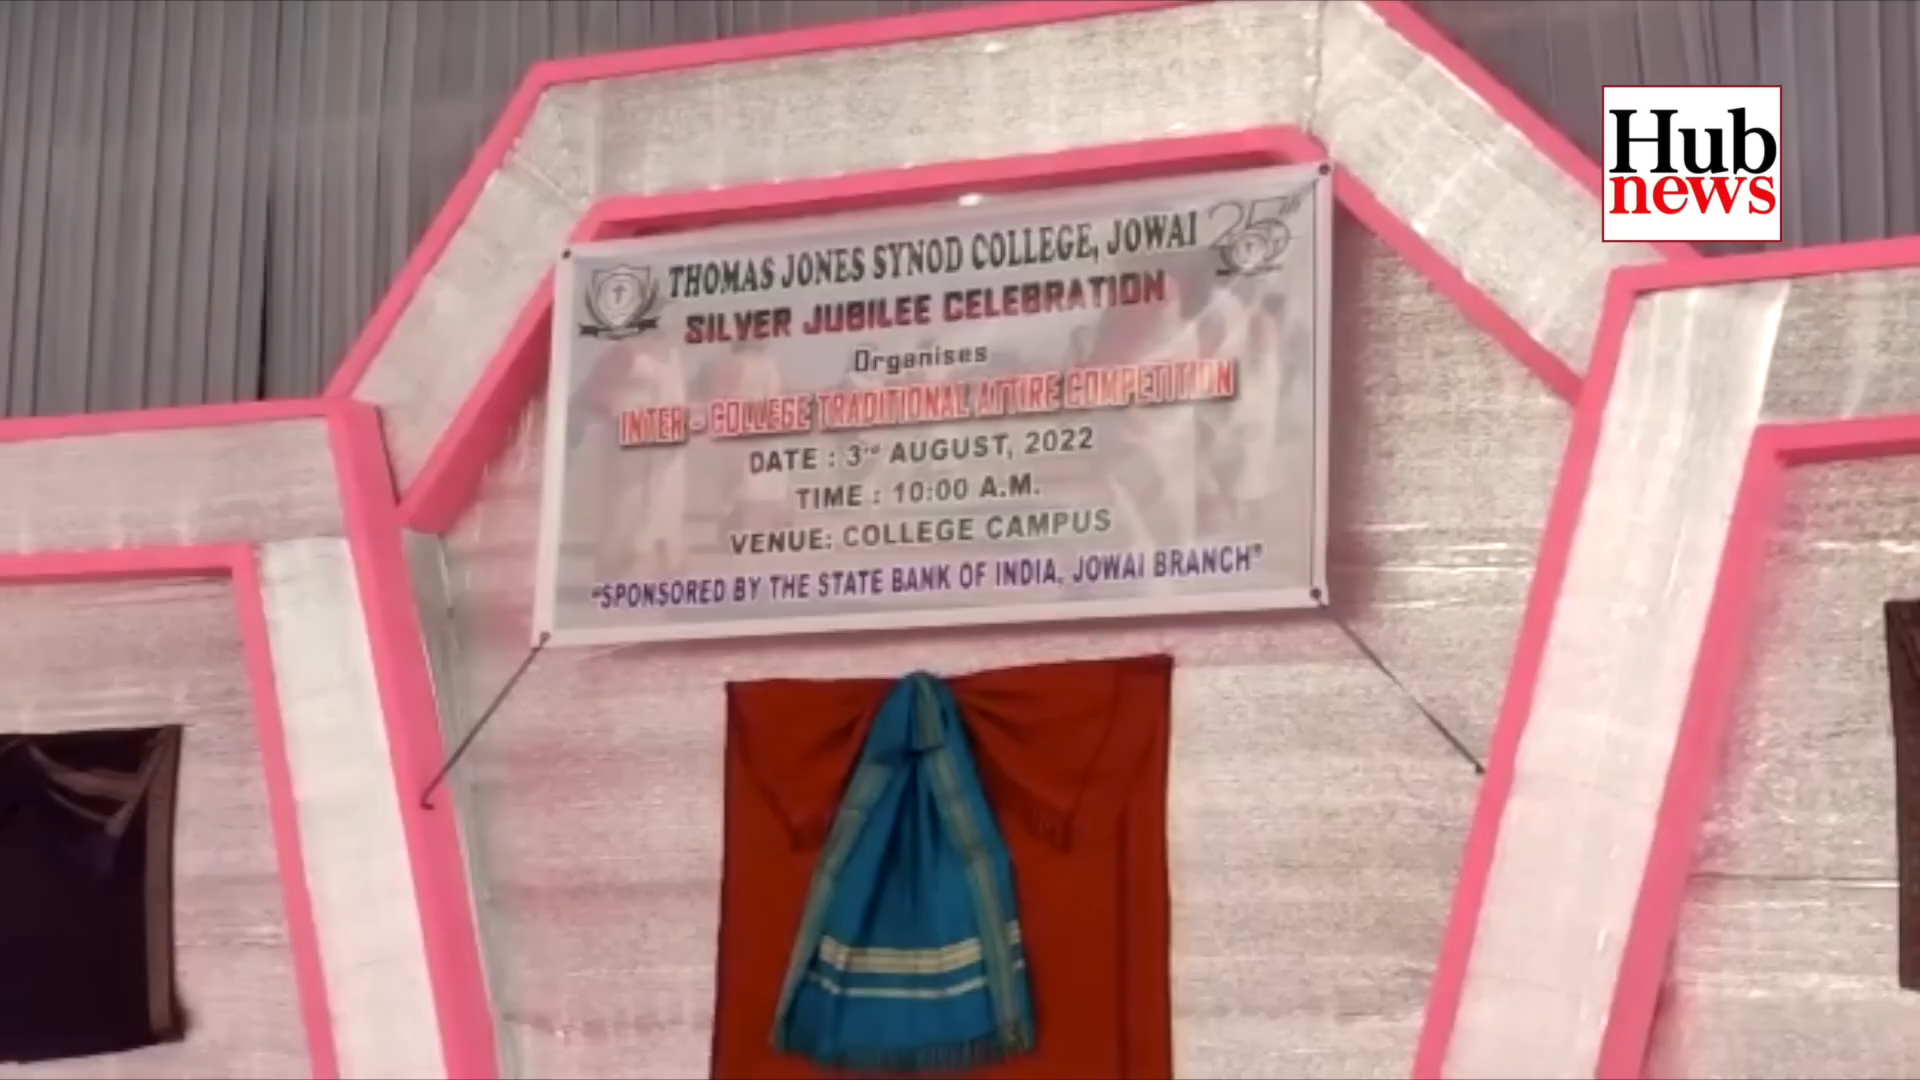 Hub
news
THOMAS JONES SYNOD COLLEGE, JOWAI
25th
SILVER JUBILEE CELEBRATION
Organises
INTER - COLLEGE TRADITIONAL ATTIRE COMPETITION
DATE : 3rd AUGUST, 2022
TIME : 10:00 A.M.
VENUE: COLLEGE CAMPUS
"SPONSORED BY THE STATE BANK OF INDIA, JOWAI BRANCH"